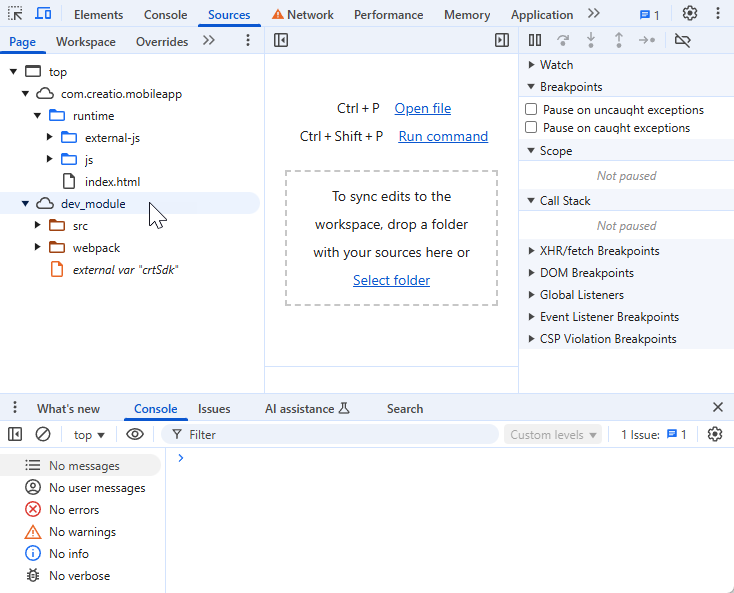 Elements Console Sources Network Performance Memory Application 1
Page Workspace Overrides
top
com.creatio.mobileapp
runtime
external-js
js
index.html
dev_module
src
webpack
external var "crtSdk"
Ctrl + P Open file
Ctrl + Shift + P Run command
To sync edits to the
workspace, drop a folder
with your sources here or
Select folder
Watch
Breakpoints
Pause on uncaught exceptions
Pause on caught exceptions
Scope
Not paused
Call Stack
Not paused
XHR/fetch Breakpoints
DOM Breakpoints
Global Listeners
Event Listener Breakpoints
CSP Violation Breakpoints
What's new Console Issues AI assistance Search
top Filter Custom levels 1 Issue: 1
No messages
No user messages
No errors
No warnings
No info
No verbose